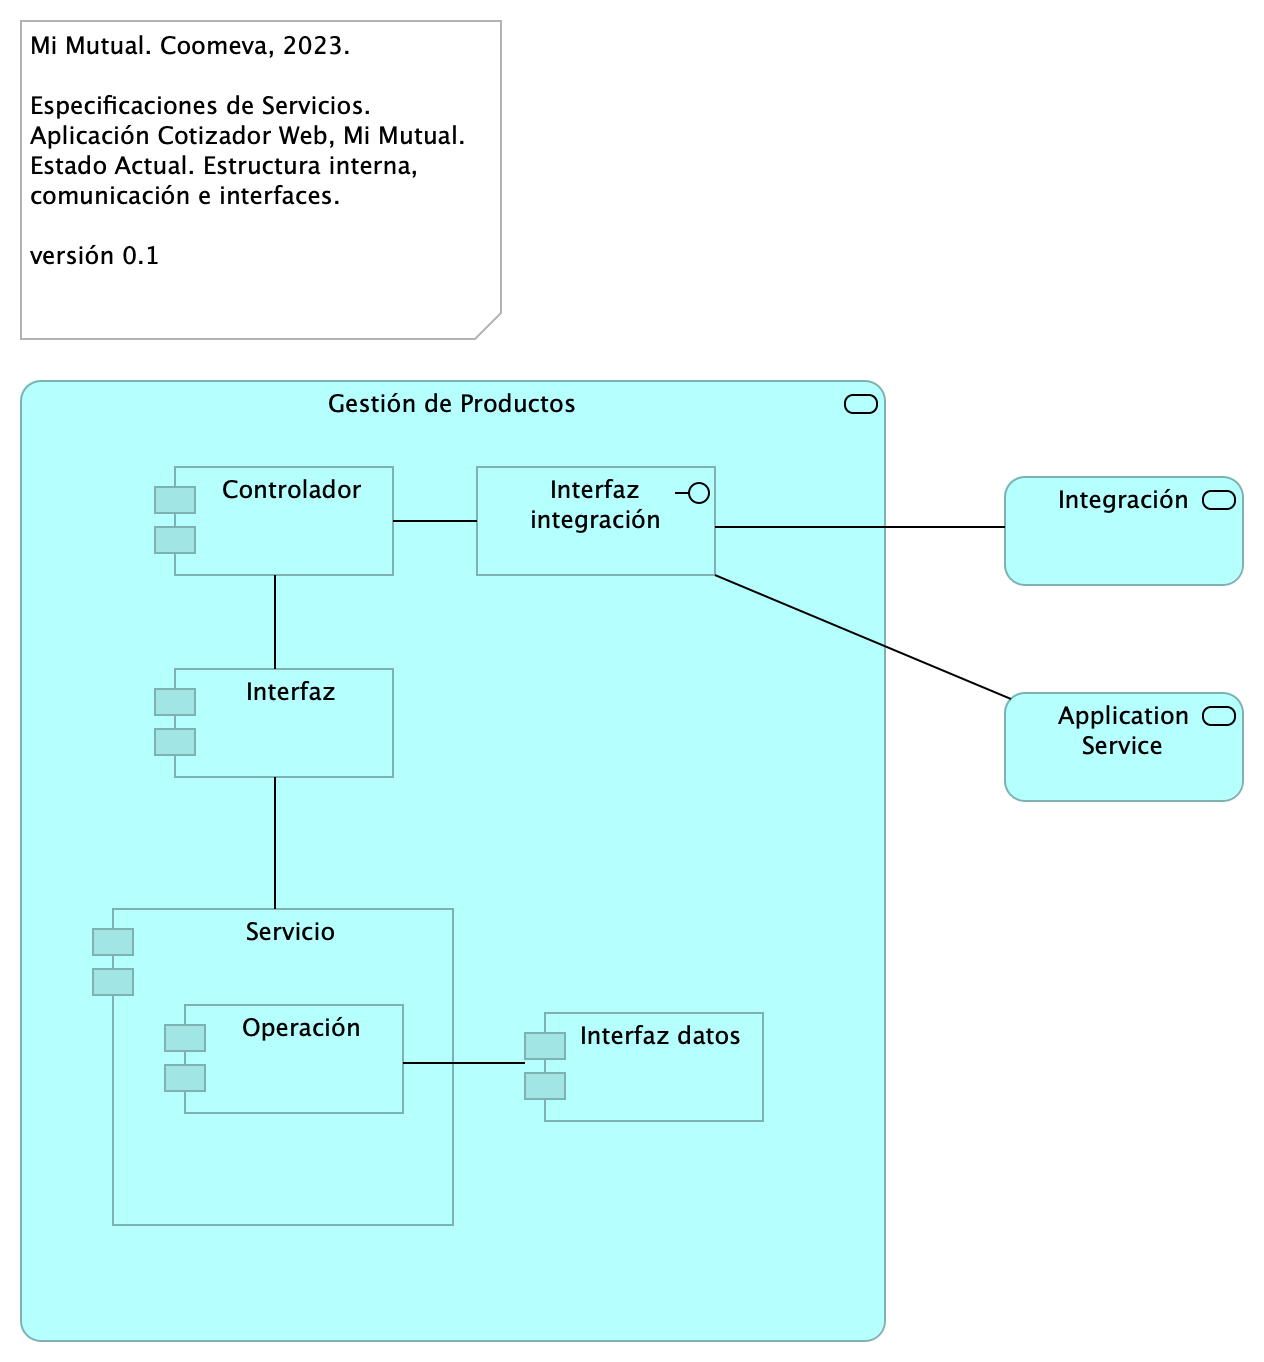 Mi Mutual. Coomeva, 2023.
Especificaciones de Servicios.
Aplicación Cotizador Web, Mi Mutual.
Estado Actual. Estructura interna,
comunicación e interfaces.
versión 0.1
Gestión de Productos
Controlador
Interfaz
integración
Integración
Interfaz
Application
Service
Servicio
Operación
Interfaz datos